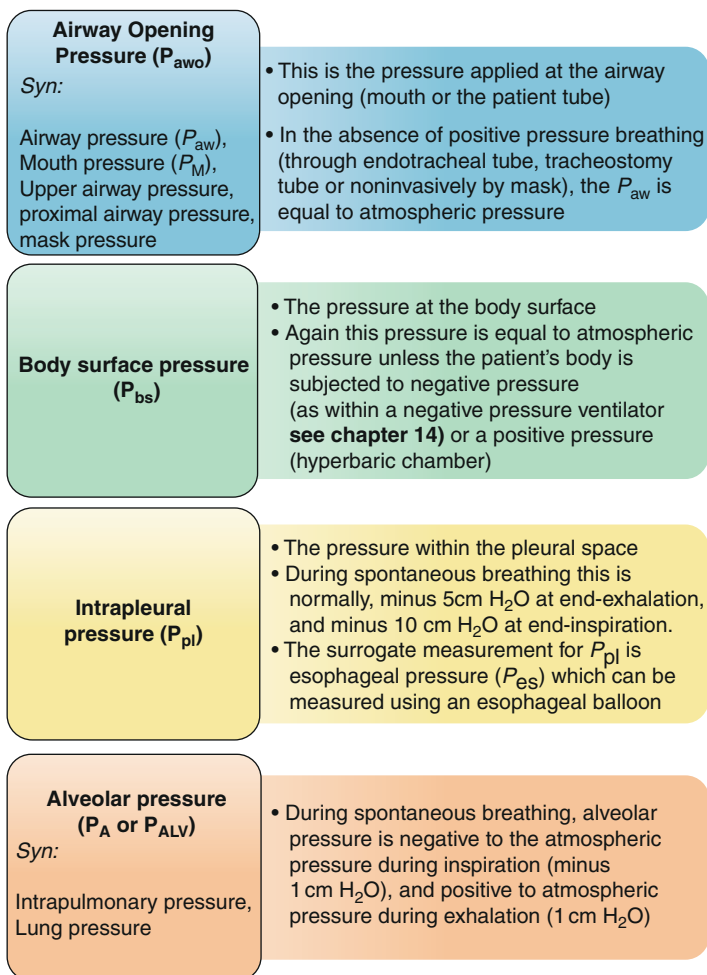 Airway Opening
Pressure (Pawo)
Syn:
Airway pressure (Paw),
Mouth pressure (PM),
Upper airway pressure,
proximal airway pressure,
mask pressure
• This is the pressure applied at the airway
opening (mouth or the patient tube)
• In the absence of positive pressure breathing
(through endotracheal tube, tracheostomy
tube or noninvasively by mask), the Paw is
equal to atmospheric pressure
Body surface pressure
(Pbs)
• The pressure at the body surface
• Again this pressure is equal to atmospheric
pressure unless the patient's body is
subjected to negative pressure
(as within a negative pressure ventilator
see chapter 14) or a positive pressure
(hyperbaric chamber)
Intrapleural
pressure (Ppl)
• The pressure within the pleural space
• During spontaneous breathing this is
normally, minus 5cm H2O at end-exhalation,
and minus 10 cm H2O at end-inspiration.
• The surrogate measurement for Ppl is
esophageal pressure (Pes) which can be
measured using an esophageal balloon
Alveolar pressure
(PA or PALV)
Syn:
Intrapulmonary pressure,
Lung pressure
• During spontaneous breathing, alveolar
pressure is negative to the atmospheric
pressure during inspiration (minus
1 cm H2O), and positive to atmospheric
pressure during exhalation (1 cm H2O)